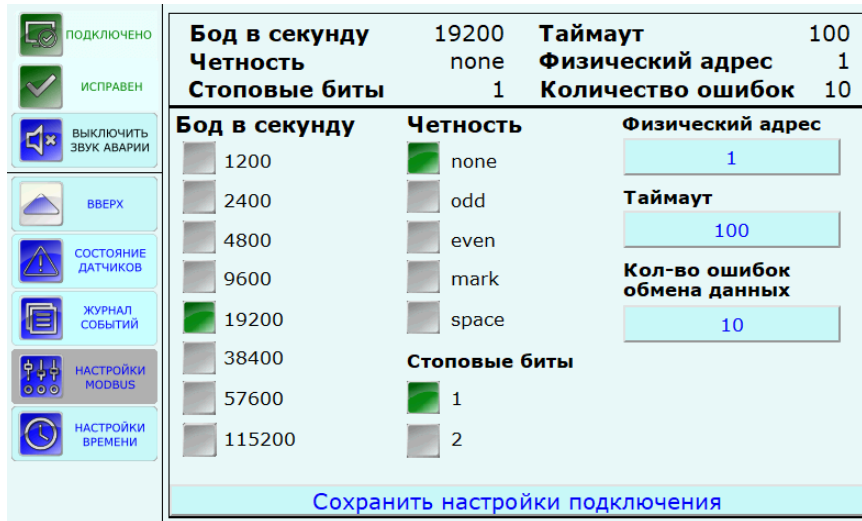 ПОДКЛЮЧЕНО
ИСПРАВЕН
ВЫКЛЮЧИТЬ
ЗВУК АВАРИИ
ВВЕРХ
СОСТОЯНИЕ
ДАТЧИКОВ
ЖУРНАЛ
СОБЫТИЙ
НАСТРОЙКИ
MODBUS
НАСТРОЙКИ
ВРЕМЕНИ
Бод в секунду 19200 Таймаут 100
Четность none Физический адрес 1
Стоповые биты 1 Количество ошибок 10
Бод в секунду
1200
2400
4800
9600
19200
38400
57600
115200
Четность
none
odd
even
mark
space
Стоповые биты
1
2
Физический адрес
1
Таймаут
100
Кол-во ошибок
обмена данных
10
Сохранить настройки подключения